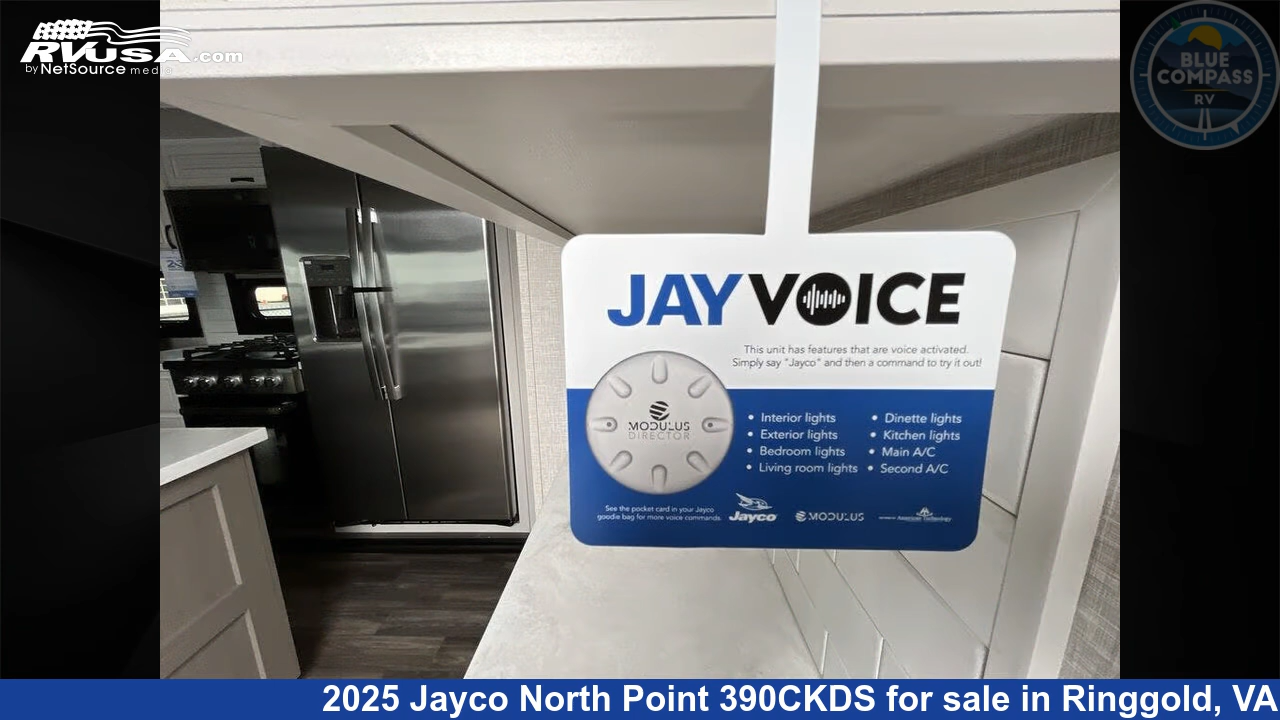 RVUSA.com
by NetSource media
BLUE
COMPASS
RV
JAYVOICE
This unit has features that are voice activated.
Simply say "Jayco" and then a command to try it out!
MODULUS
DIRECTOR
• Interior lights
• Exterior lights
• Bedroom lights
• Living room lights
• Dinette lights
• Kitchen lights
• Main A/C
• Second A/C
See the pocket card in your Jayco
goodie bag for more voice commands.
Jayco
MODULUS
American Technology
2025 Jayco North Point 390CKDS for sale in Ringgold, VA